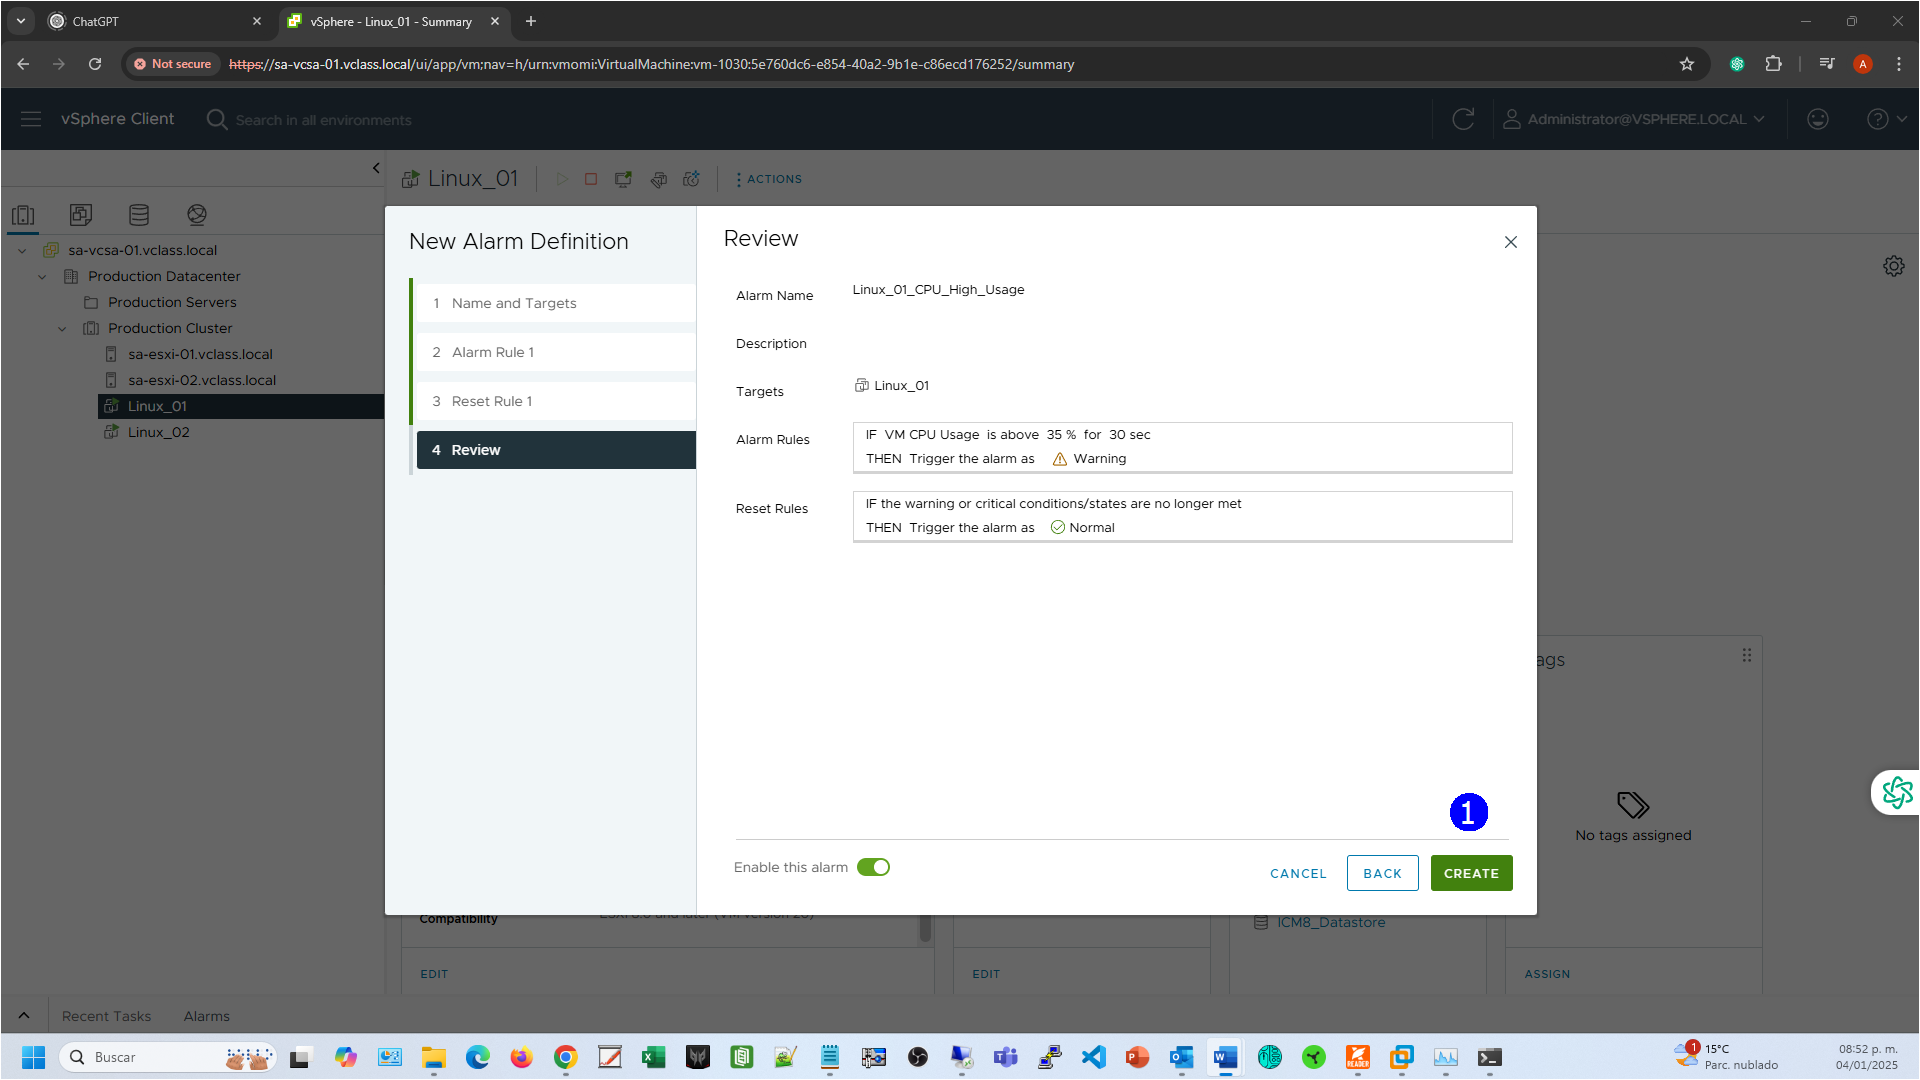 ChatGPT
vSphere - Linux_01 - Summary
Not secure
https://sa-vcsa-01.vclass.local/ui/app/vm;nav=h/urn:vmomi:VirtualMachine:vm-1030:5e760dc6-e854-40a2-9b1e-c86ecd176252/summary
A
vSphere Client
Search in all environments
Administrator@VSPHERE.LOCAL
Linux_01
ACTIONS
sa-vcsa-01.vclass.local
Production Datacenter
Production Servers
Production Cluster
sa-esxi-01.vclass.local
sa-esxi-02.vclass.local
Linux_01
Linux_02
New Alarm Definition
1 Name and Targets
2 Alarm Rule 1
3 Reset Rule 1
4 Review
Review
Alarm Name Linux_01_CPU_High_Usage
Description
Targets Linux_01
Alarm Rules IF VM CPU Usage is above 35 % for 30 sec
THEN Trigger the alarm as Warning
Reset Rules IF the warning or critical conditions/states are no longer met
THEN Trigger the alarm as Normal
1
Enable this alarm
CANCEL
BACK
CREATE
ags
No tags assigned
Compatibility
ICM8_Datastore
EDIT
EDIT
ASSIGN
Recent Tasks
Alarms
Buscar
READER
1
15°C
Parc. nublado
08:52 p. m.
04/01/2025